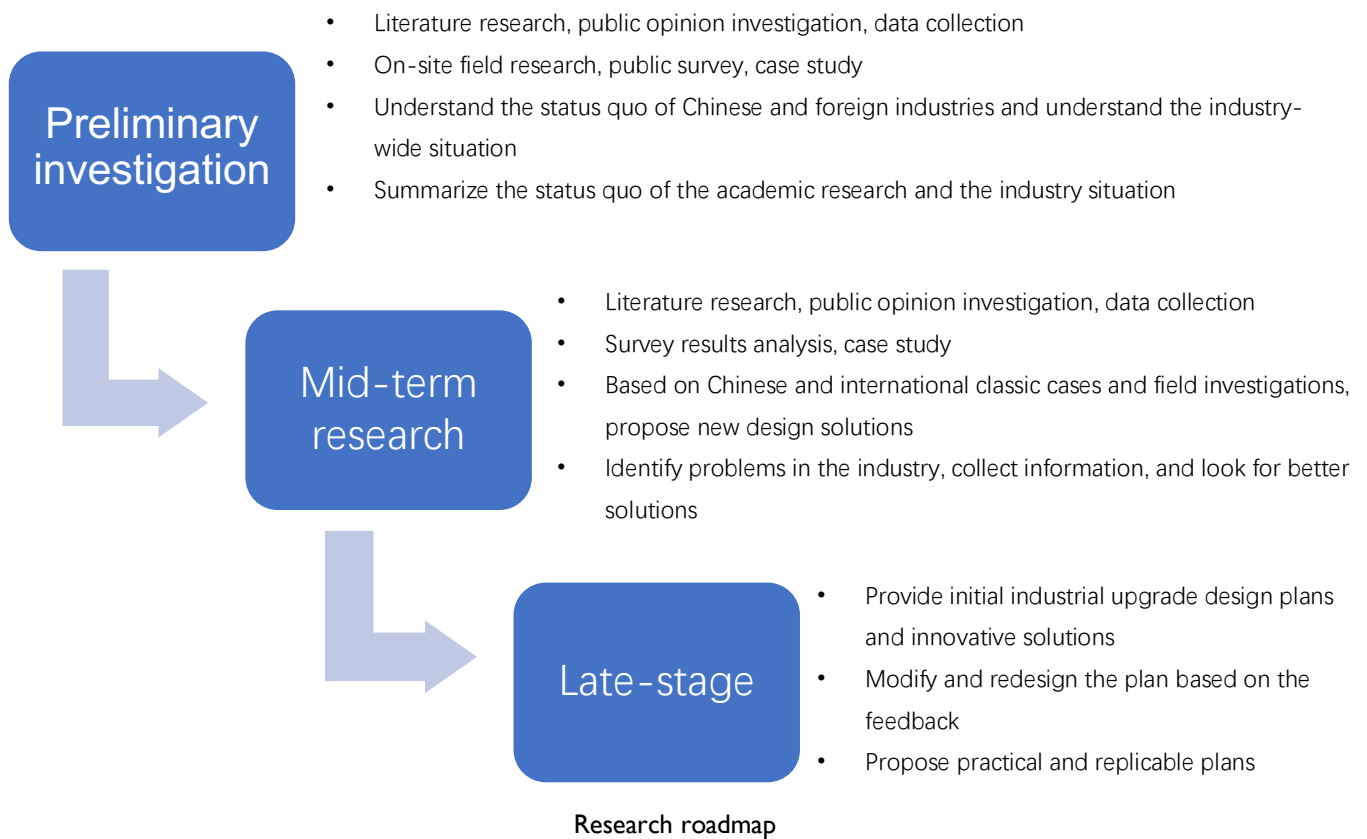 • Literature research, public opinion investigation, data collection
• On-site field research, public survey, case study
• Understand the status quo of Chinese and foreign industries and understand the industry-
wide situation
• Summarize the status quo of the academic research and the industry situation
Preliminary
investigation
• Literature research, public opinion investigation, data collection
• Survey results analysis, case study
• Based on Chinese and international classic cases and field investigations,
propose new design solutions
• Identify problems in the industry, collect information, and look for better
solutions
Mid-term
research
• Provide initial industrial upgrade design plans
and innovative solutions
• Modify and redesign the plan based on the
feedback
• Propose practical and replicable plans
Late-stage
Research roadmap